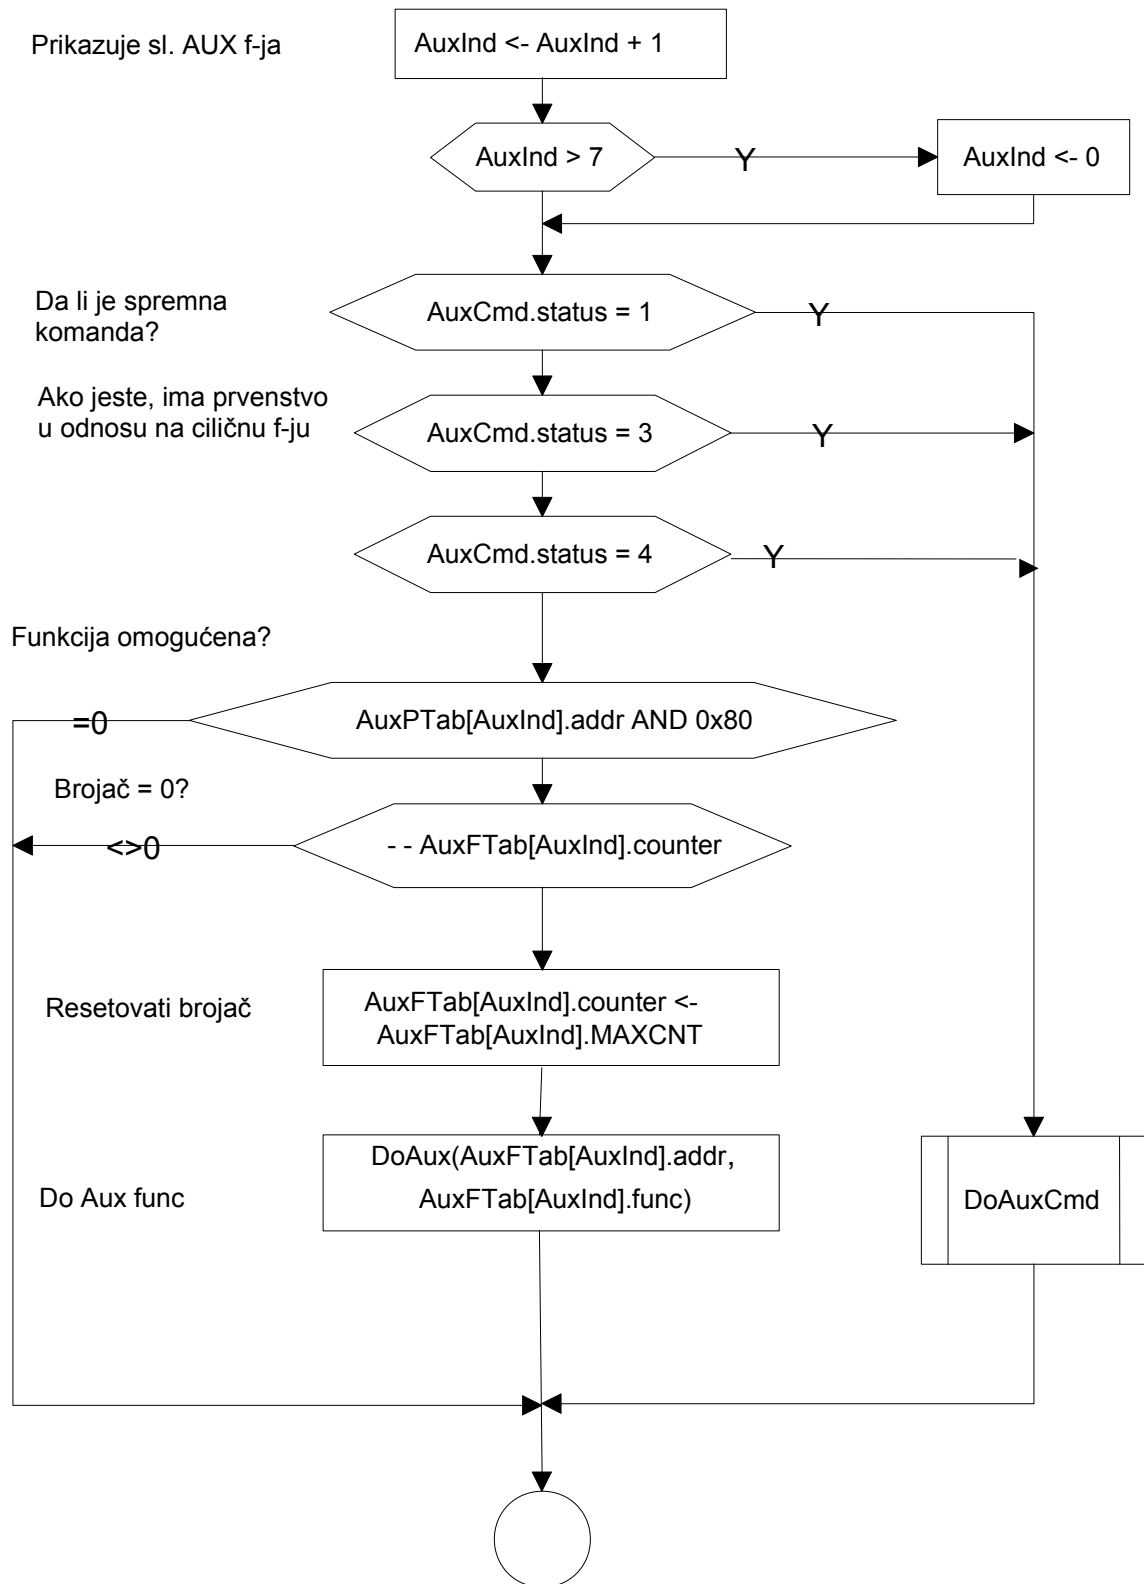 Prikazuje sl. AUX f-ja
AuxInd <- AuxInd + 1
AuxInd > 7
Y
AuxInd <- 0
Da li je spremna
komanda?
AuxCmd.status = 1
Y
Ako jeste, ima prvenstvo
u odnosu na ciličnu f-ju
AuxCmd.status = 3
Y
AuxCmd.status = 4
Y
Funkcija omogućena?
=0
AuxPTab[AuxInd].addr AND 0x80
Brojač = 0?
<>0
- - AuxFTab[AuxInd].counter
Resetovati brojač
AuxFTab[AuxInd].counter <-
AuxFTab[AuxInd].MAXCNT
Do Aux func
DoAux(AuxFTab[AuxInd].addr,
AuxFTab[AuxInd].func)
DoAuxCmd